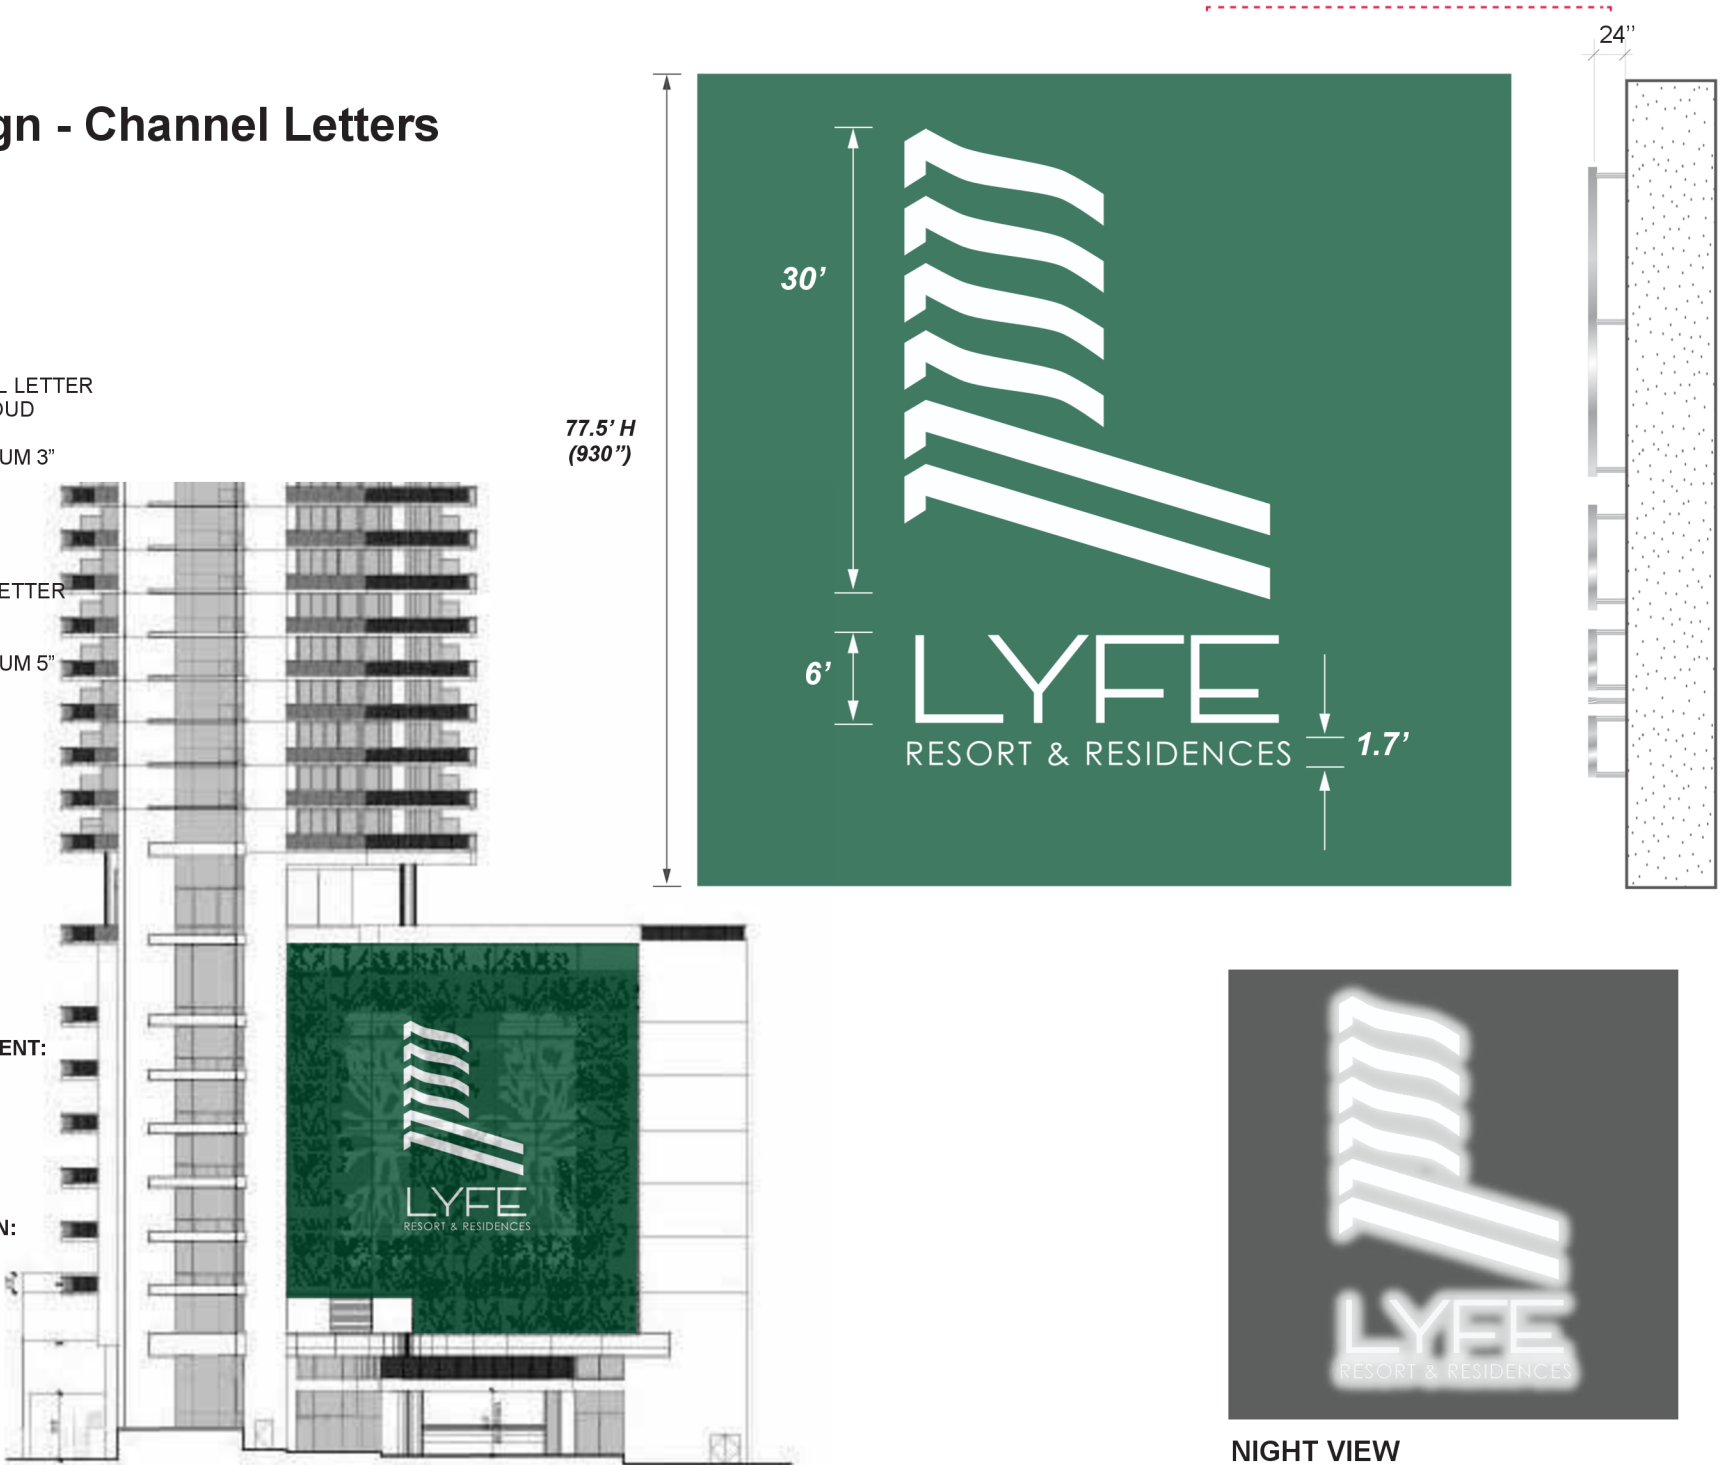 gn - Channel Letters
L LETTER
OUD
UM 3”
ETTER
UM 5”
ENT:
N:
24”
77.5’ H
(930”)
30’
6’
1.7’
LYFE
RESORT & RESIDENCES
LYFE
RESORT & RESIDENCES
LYFE
RESORT & RESIDENCES
NIGHT VIEW